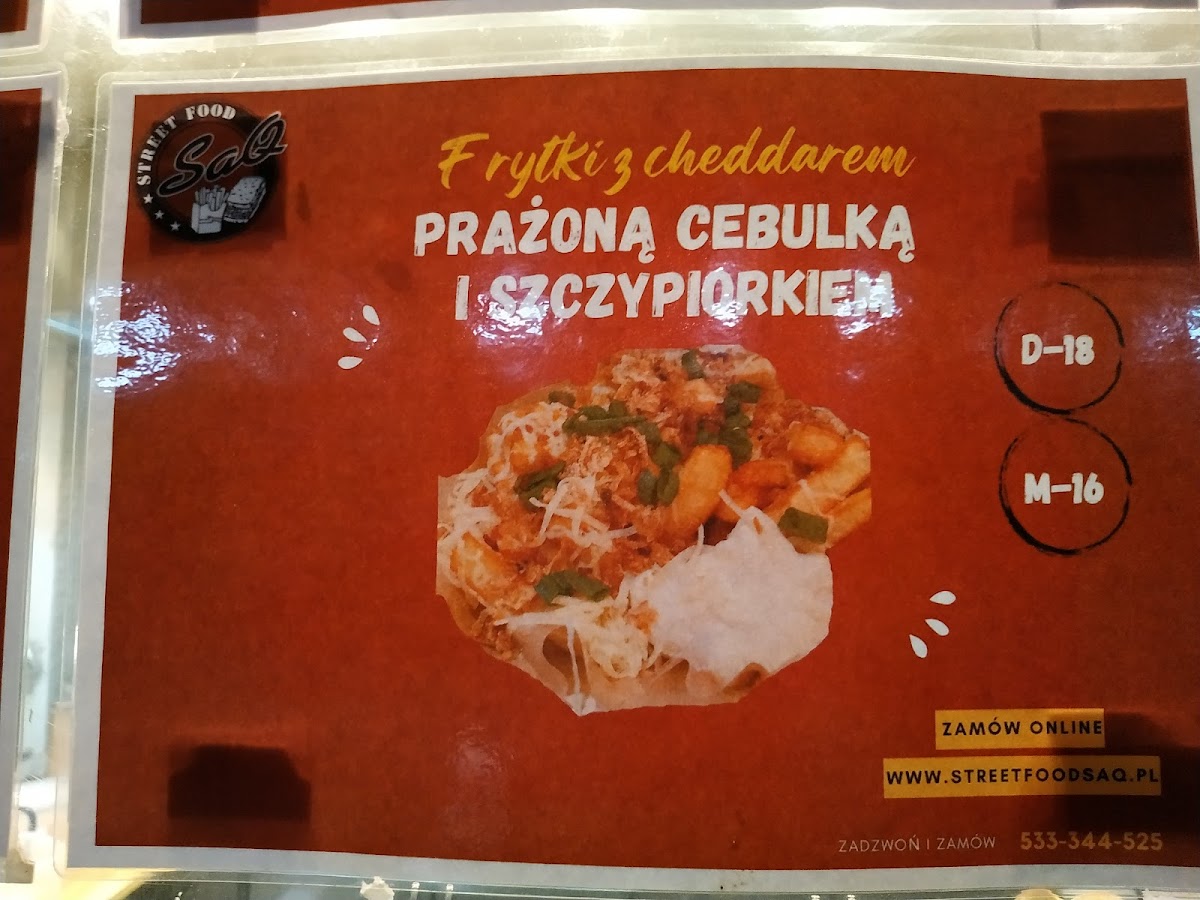 STREET FOOD
SaQ
Frytki z cheddarem
PRAŻONĄ CEBULKĄ
I SZCZYPIORKIEM
D-18
M-16
ZAMÓW ONLINE
WWW.STREETFOODSAQ.PL
ZADZWOŃ I ZAMÓW 533-344-525